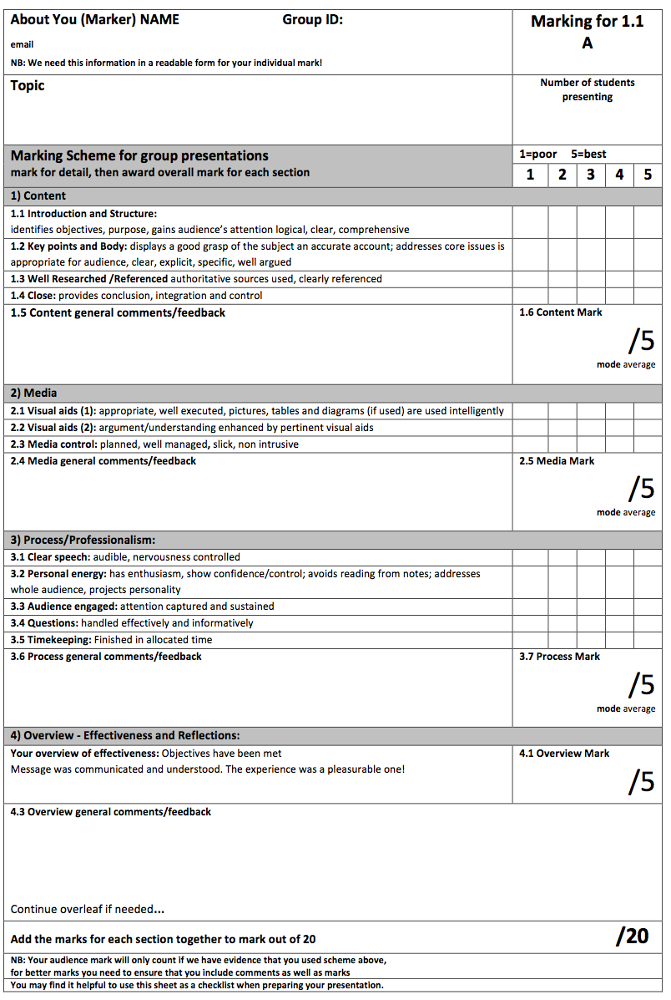 About You (Marker) NAME Group ID:
email
NB: We need this information in a readable form for your individual mark!
Marking for 1.1
A
Topic
Number of students
presenting
Marking Scheme for group presentations
mark for detail, then award overall mark for each section
1=poor 5=best
1 2 3 4 5
1) Content
1.1 Introduction and Structure:
identifies objectives, purpose, gains audience's attention logical, clear, comprehensive
1.2 Key points and Body: displays a good grasp of the subject an accurate account; addresses core issues is
appropriate for audience, clear, explicit, specific, well argued
1.3 Well Researched /Referenced authoritative sources used, clearly referenced
1.4 Close: provides conclusion, integration and control
1.5 Content general comments/feedback
1.6 Content Mark
/5
mode average
2) Media
2.1 Visual aids (1): appropriate, well executed, pictures, tables and diagrams (if used) are used intelligently
2.2 Visual aids (2): argument/understanding enhanced by pertinent visual aids
2.3 Media control: planned, well managed, slick, non intrusive
2.4 Media general comments/feedback
2.5 Media Mark
/5
mode average
3) Process/Professionalism:
3.1 Clear speech: audible, nervousness controlled
3.2 Personal energy: has enthusiasm, show confidence/control; avoids reading from notes; addresses
whole audience, projects personality
3.3 Audience engaged: attention captured and sustained
3.4 Questions: handled effectively and informatively
3.5 Timekeeping: Finished in allocated time
3.6 Process general comments/feedback
3.7 Process Mark
/5
mode average
4) Overview - Effectiveness and Reflections:
Your overview of effectiveness: Objectives have been met
Message was communicated and understood. The experience was a pleasurable one!
4.1 Overview Mark
/5
4.3 Overview general comments/feedback
Continue overleaf if needed...
Add the marks for each section together to mark out of 20
/20
NB: Your audience mark will only count if we have evidence that you used scheme above,
for better marks you need to ensure that you include comments as well as marks
You may find it helpful to use this sheet as a checklist when preparing your presentation.